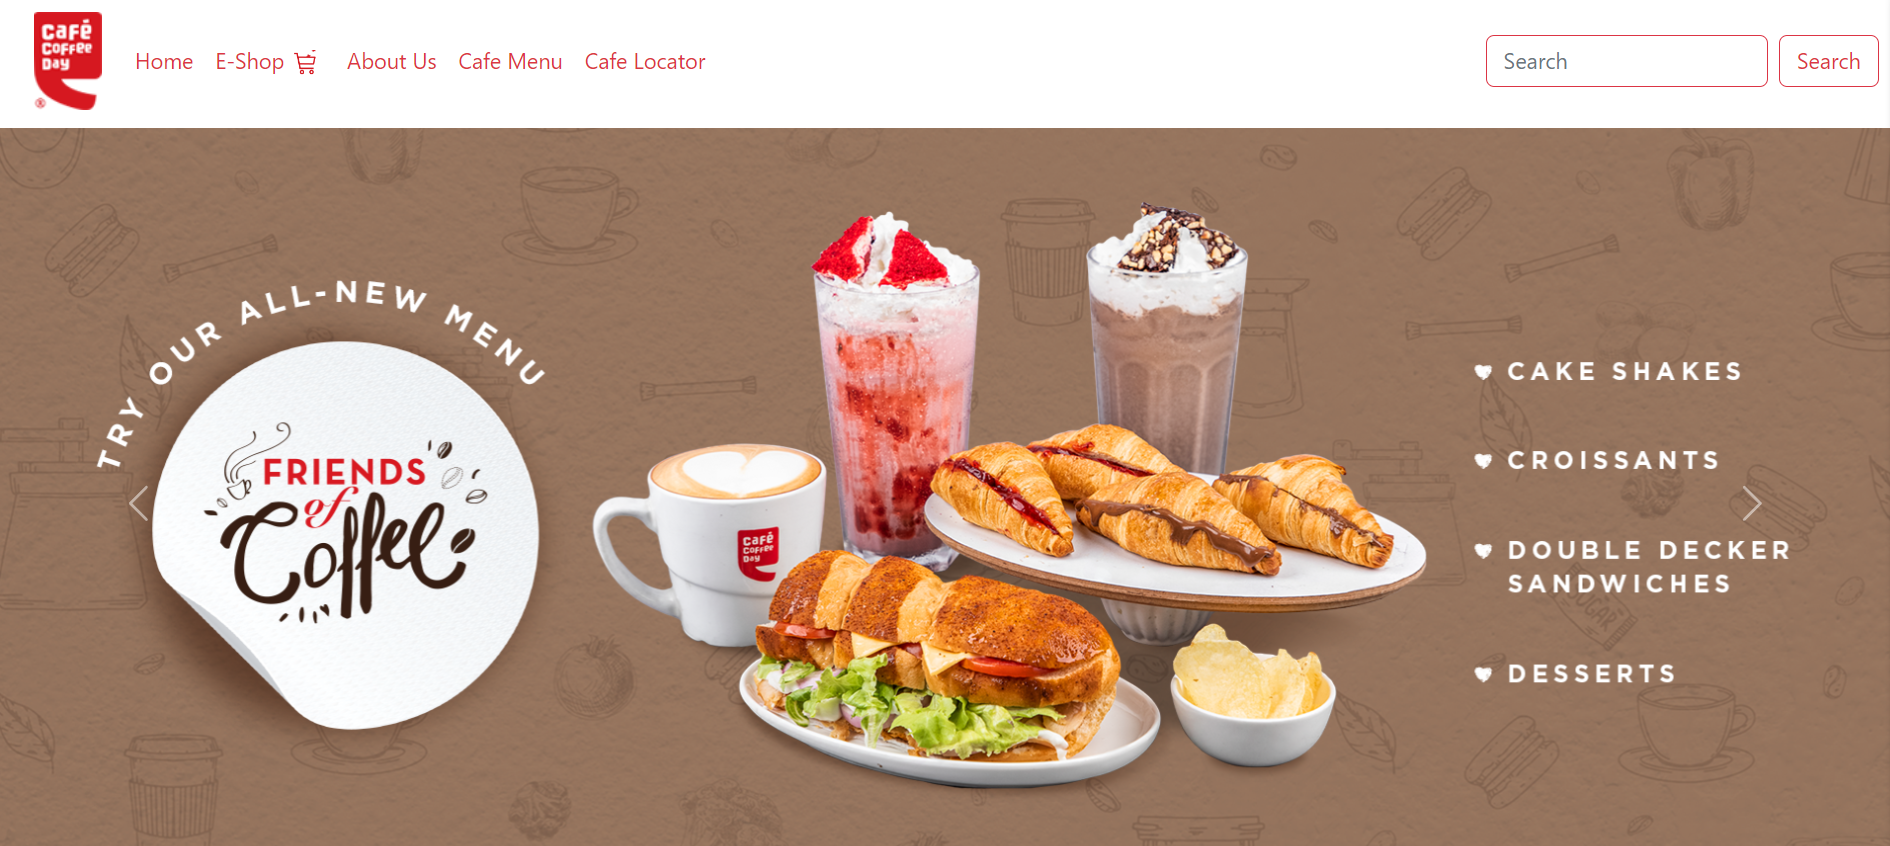 Café
Coffee
Day
®
Home
E-Shop
About Us
Cafe Menu
Cafe Locator
Search
Search
TRY OUR ALL-NEW MENU
FRIENDS
of
Coffee
Café
Coffee
Day
CAKE SHAKES
CROISSANTS
DOUBLE DECKER
SANDWICHES
DESSERTS
SUGAR